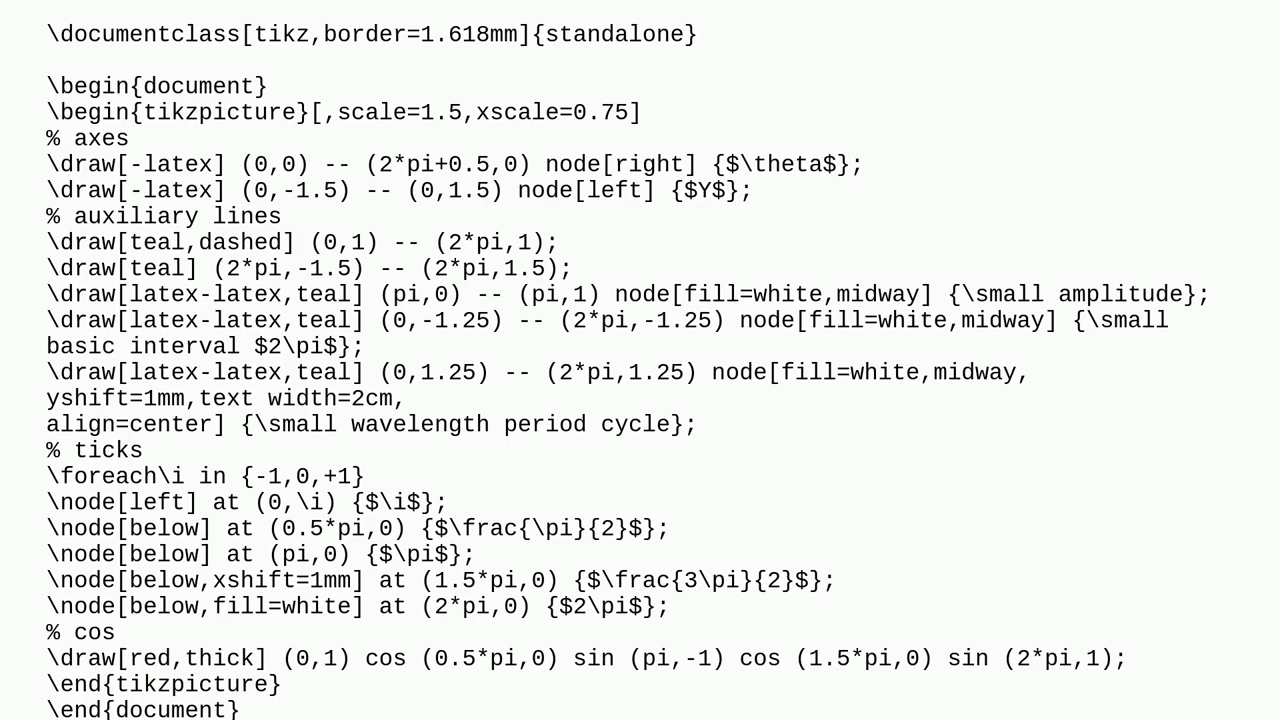 \documentclass[tikz,border=1.618mm]{standalone}
\begin{document}
\begin{tikzpicture}[,scale=1.5,xscale=0.75]
% axes
\draw[-latex] (0,0) -- (2*pi+0.5,0) node[right] {$\theta$};
\draw[-latex] (0,-1.5) -- (0,1.5) node[left] {$Y$};
% auxiliary lines
\draw[teal,dashed] (0,1) -- (2*pi,1);
\draw[teal] (2*pi,-1.5) -- (2*pi,1.5);
\draw[latex-latex,teal] (pi,0) -- (pi,1) node[fill=white,midway] {\small amplitude};
\draw[latex-latex,teal] (0,-1.25) -- (2*pi,-1.25) node[fill=white,midway] {\small
basic interval $2\pi$};
\draw[latex-latex,teal] (0,1.25) -- (2*pi,1.25) node[fill=white,midway,
yshift=1mm,text width=2cm,
align=center] {\small wavelength period cycle};
% ticks
\foreach\i in {-1,0,+1}
\node[left] at (0,\i) {$\i$};
\node[below] at (0.5*pi,0) {$\frac{\pi}{2}$};
\node[below] at (pi,0) {$\pi$};
\node[below,xshift=1mm] at (1.5*pi,0) {$\frac{3\pi}{2}$};
\node[below,fill=white] at (2*pi,0) {$2\pi$};
% cos
\draw[red,thick] (0,1) cos (0.5*pi,0) sin (pi,-1) cos (1.5*pi,0) sin (2*pi,1);
\end{tikzpicture}
\end{document}